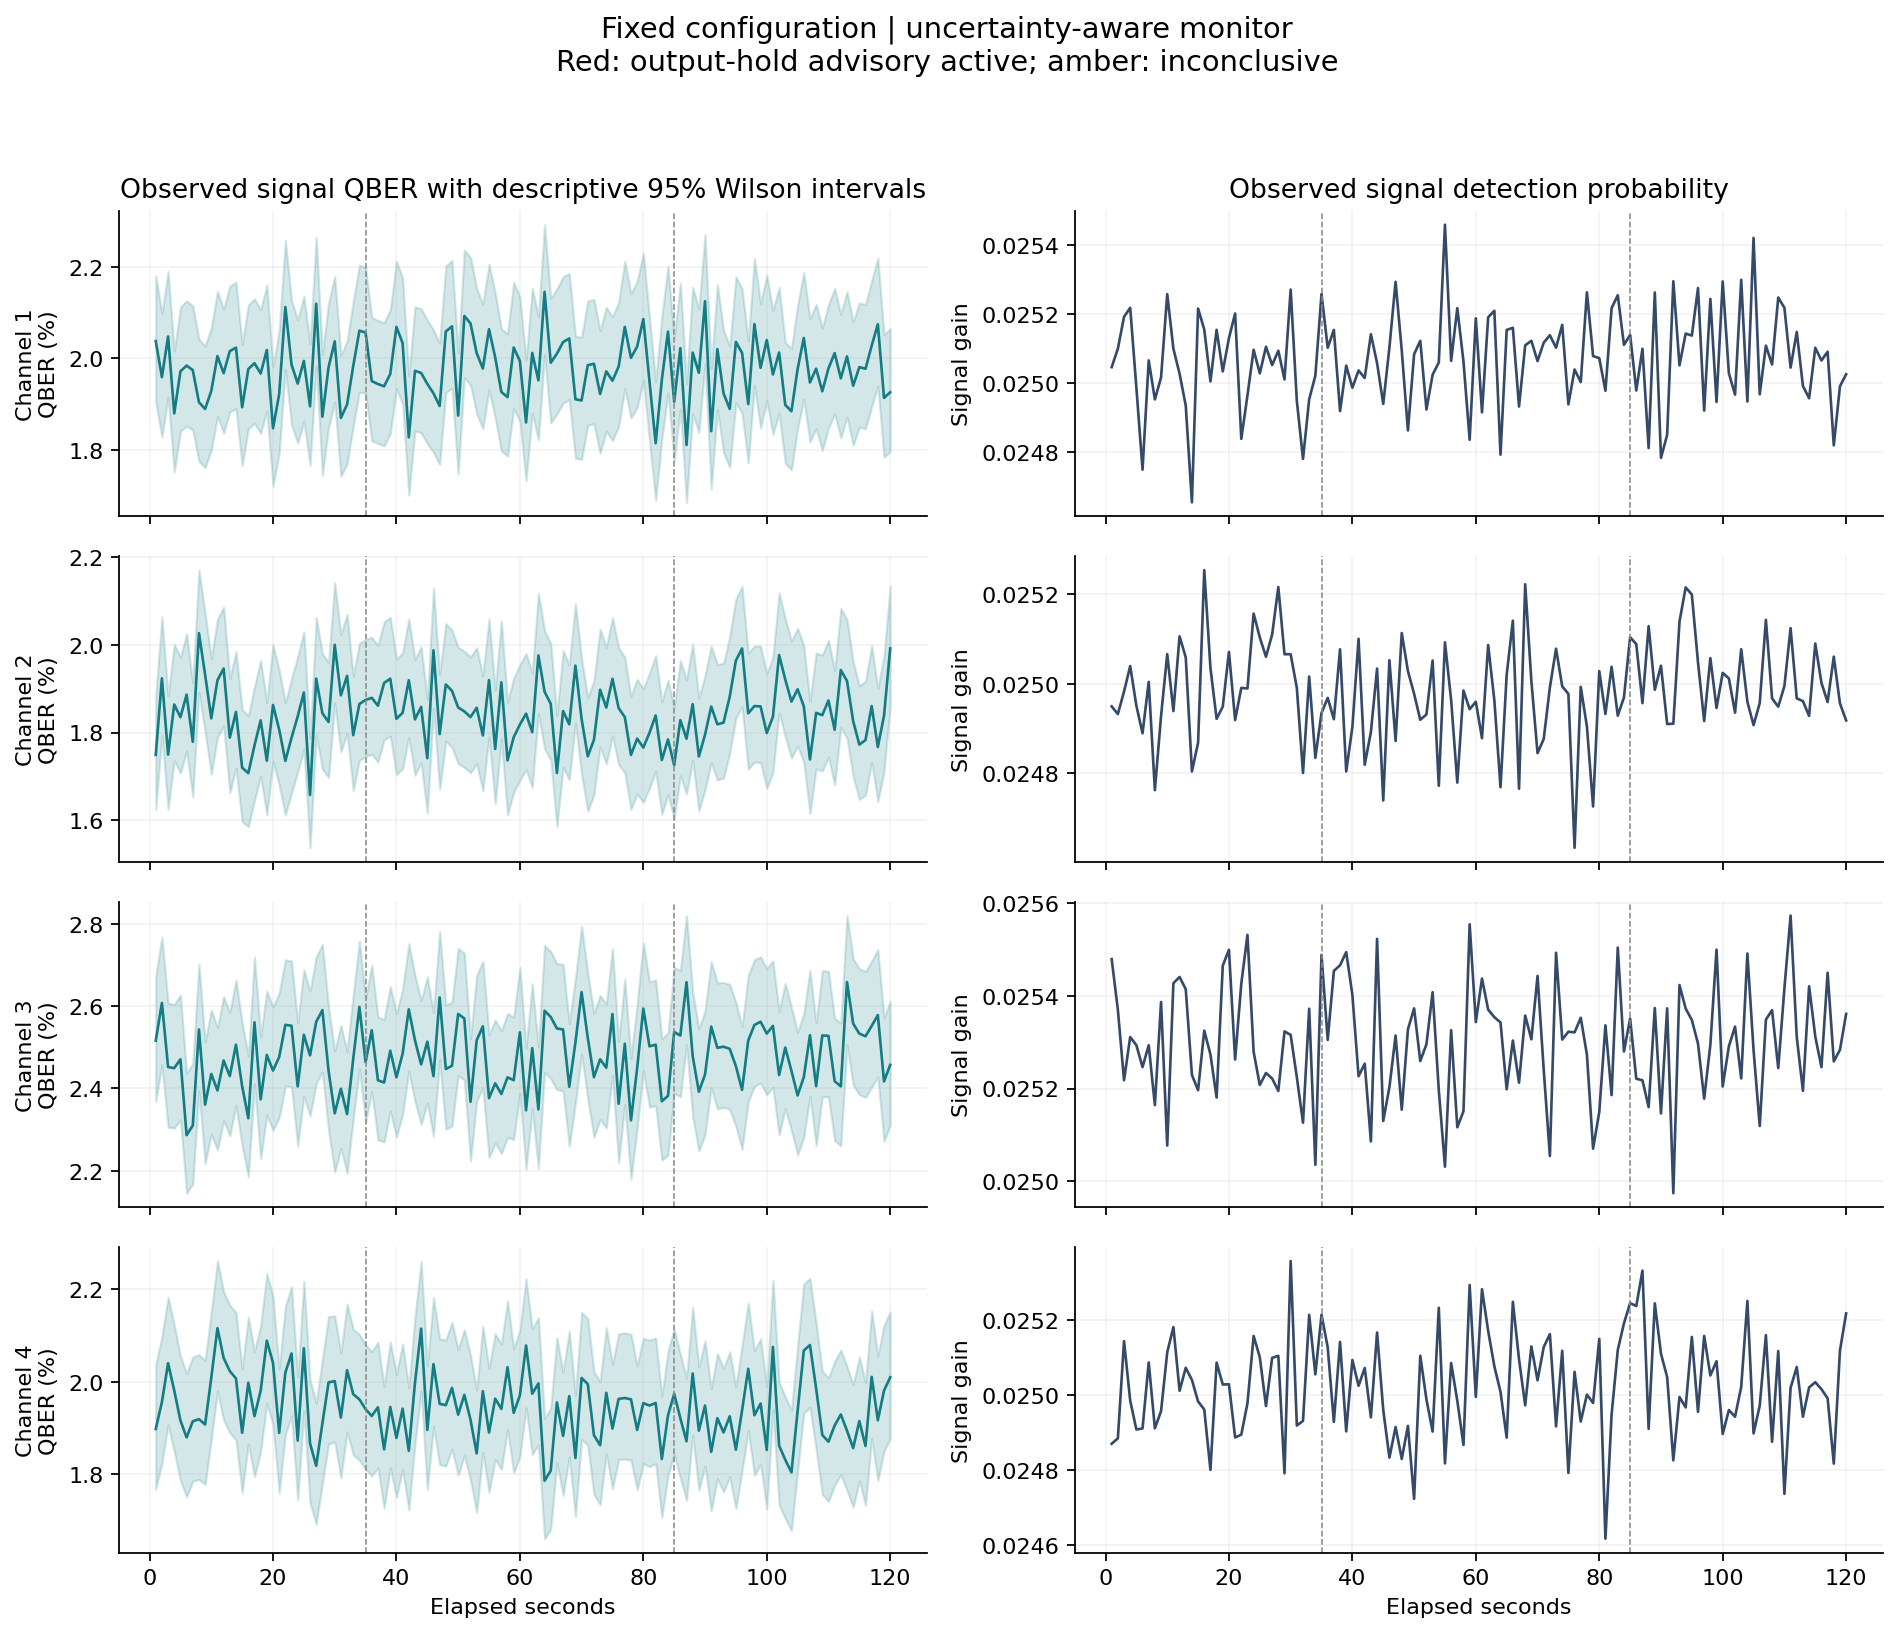 Fixed configuration | uncertainty-aware monitor
Red: output-hold advisory active; amber: inconclusive
Observed signal QBER with descriptive 95% Wilson intervals
Observed signal detection probability
Channel 1
QBER (%)
2.2
2.0
1.8
Signal gain
0.0254
0.0252
0.0250
0.0248
Channel 2
QBER (%)
2.2
2.0
1.8
1.6
Signal gain
0.0252
0.0250
0.0248
Channel 3
QBER (%)
2.8
2.6
2.4
2.2
Signal gain
0.0256
0.0254
0.0252
0.0250
Channel 4
QBER (%)
2.2
2.0
1.8
0 20 40 60 80 100 120
Elapsed seconds
Signal gain
0.0252
0.0250
0.0248
0.0246
0 20 40 60 80 100 120
Elapsed seconds